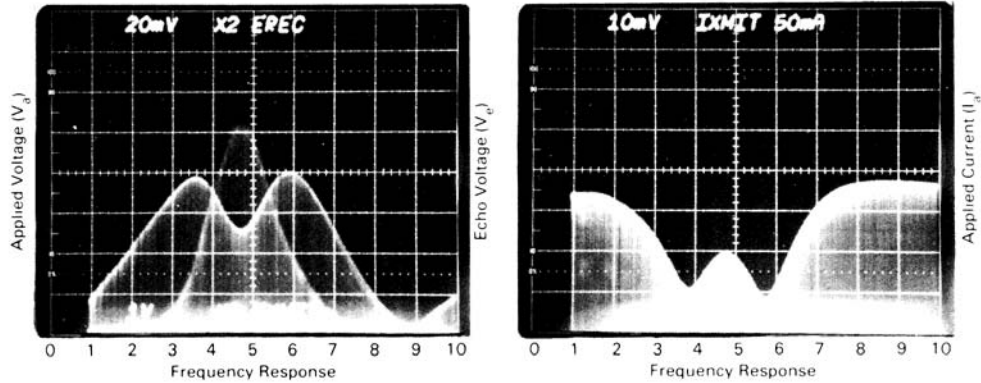 20mV X2 EREC
Applied Voltage (Vₐ)
Echo Voltage (Vₑ)
0 1 2 3 4 5 6 7 8 9 10
Frequency Response
10mV IXMIT 50mA
Applied Current (Iₐ)
0 1 2 3 4 5 6 7 8 9 10
Frequency Response